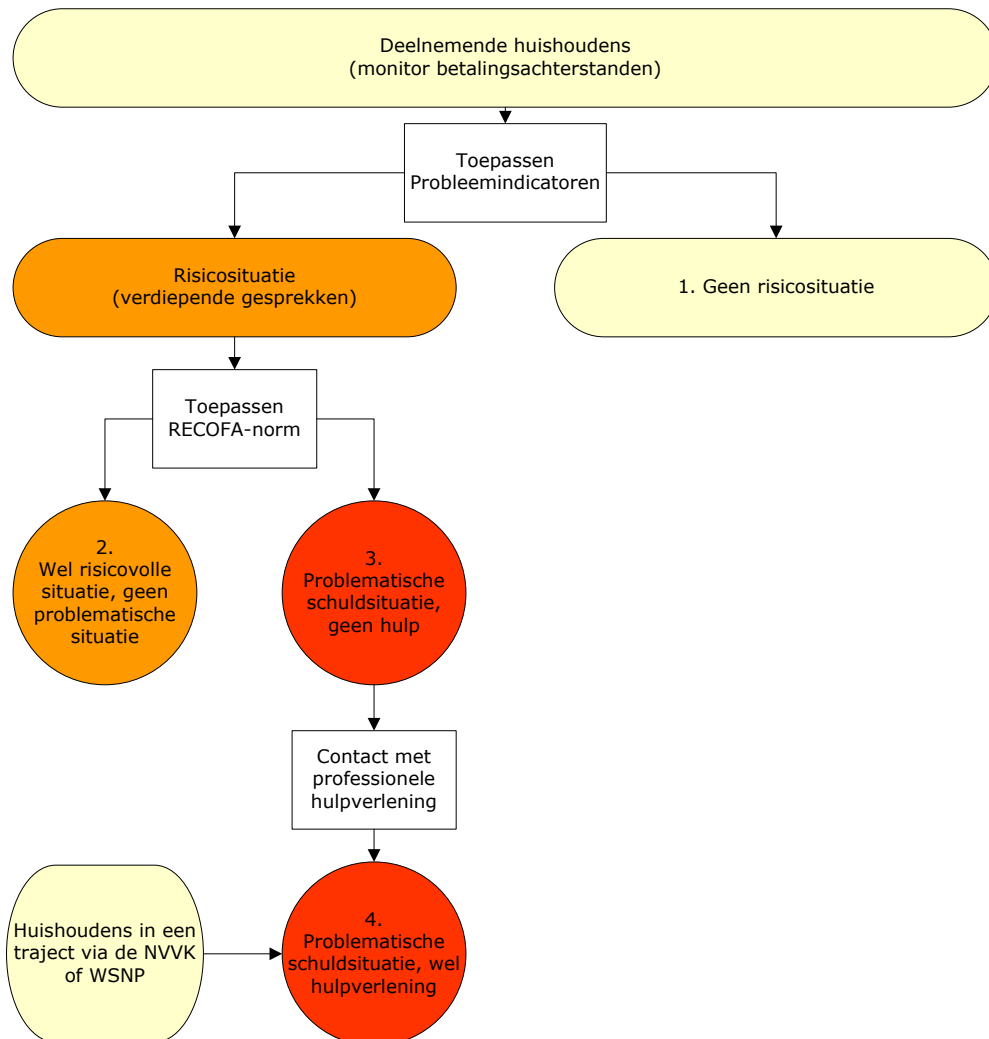 Deelnemende huishoudens
(monitor betalingsachterstanden)
Toepassen
Probleemindicatoren
Risicosituatie
(verdiepende gesprekken)
1. Geen risicosituatie
Toepassen
RECOFA-norm
2.
Wel risicovolle
situatie, geen
problematische
situatie
3.
Problematische
schuldsituatie,
geen hulp
Contact met
professionele
hulpverlening
Huishoudens in een
traject via de NVVK
of WSNP
4.
Problematische
schuldsituatie, wel
hulpverlening